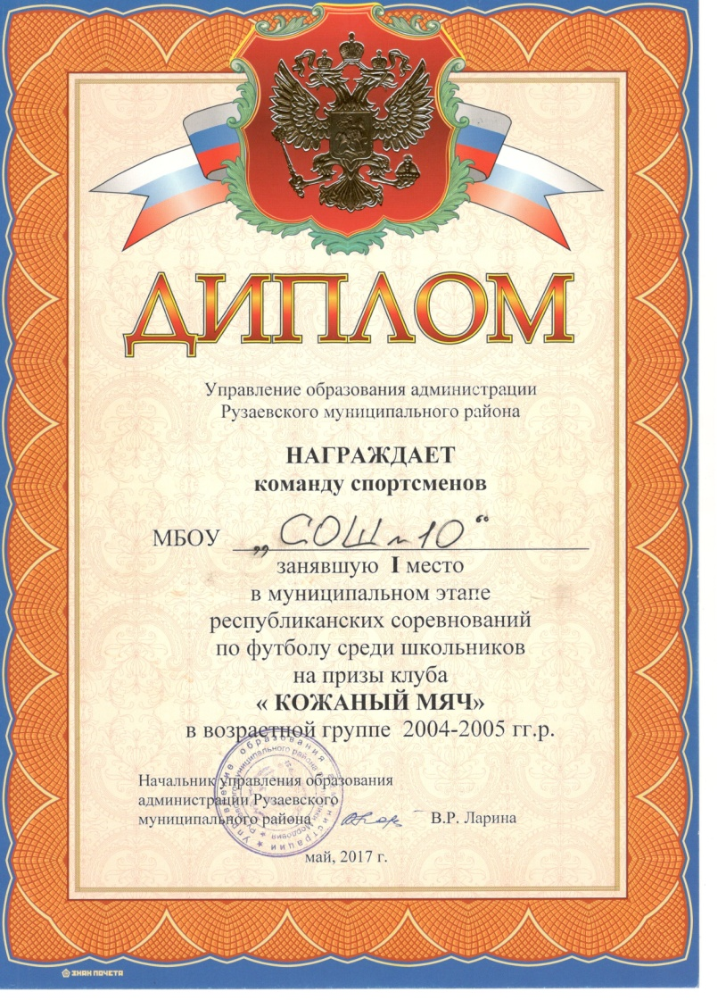 ДИПЛОМ
Управление образования администрации
Рузаевского муниципального района
НАГРАЖДАЕТ
команду спортсменов
МБОУ „СОШ №10“
занявшую I место
в муниципальном этапе
республиканских соревнований
по футболу среди школьников
на призы клуба
« КОЖАНЫЙ МЯЧ»
в возрастной группе 2004-2005 гг.р.
Начальник управления образования
администрации Рузаевского
муниципального района В.Р. Ларина
май, 2017 г.
ЗНАК ПОЧЕТА